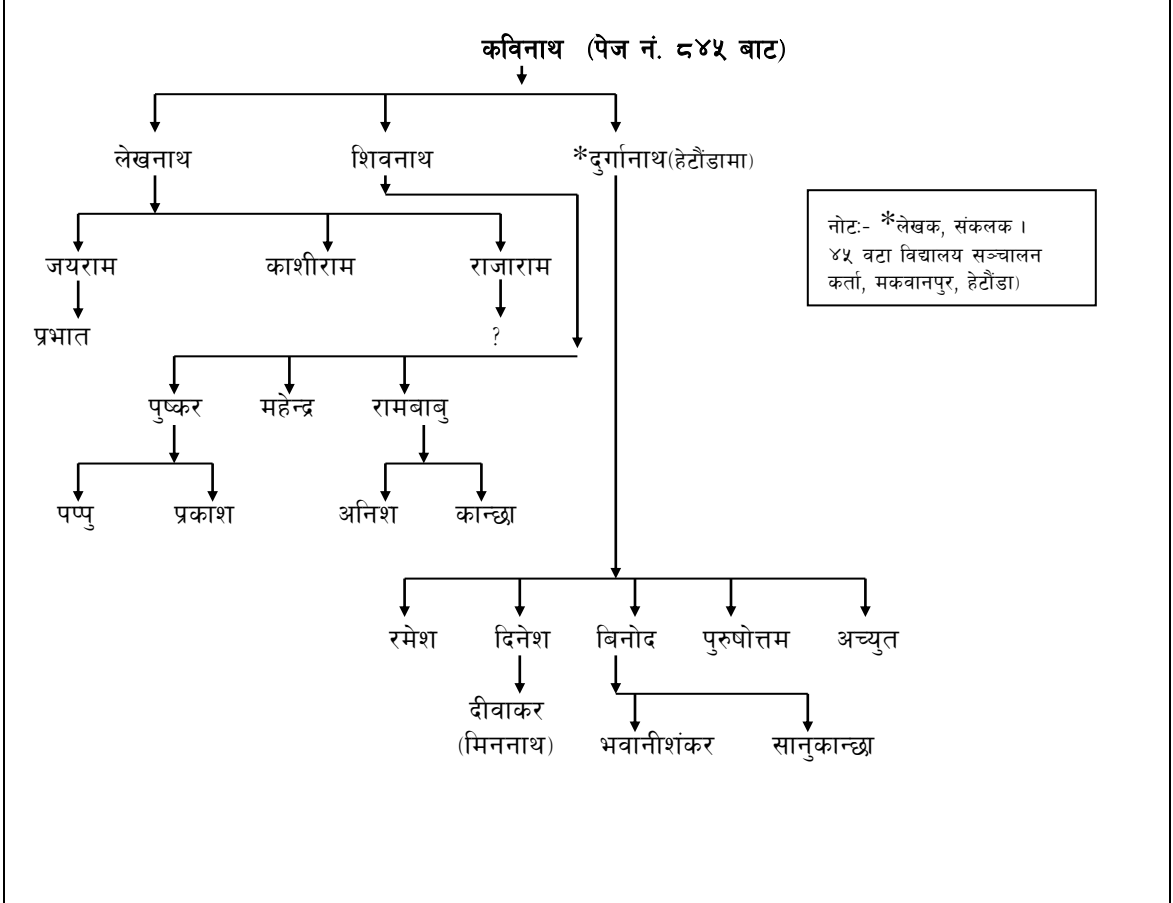 कविनाथ (पेज नं. ८४५ बाट)
लेखनाथ शिवनाथ *दुर्गानाथ(हेटौंडामा)
नोटः- *लेखक, संकलक ।
४५ वटा विद्यालय सञ्चालन
कर्ता, मकवानपुर, हेटौंडा)
जयराम काशीराम राजाराम
प्रभात ?
पुष्कर महेन्द्र रामबाबु
पप्पु प्रकाश अनिश कान्छा
रमेश दिनेश बिनोद पुरुषोत्तम अच्युत
दीवाकर
(मिननाथ) भवानीशंकर सानुकान्छा